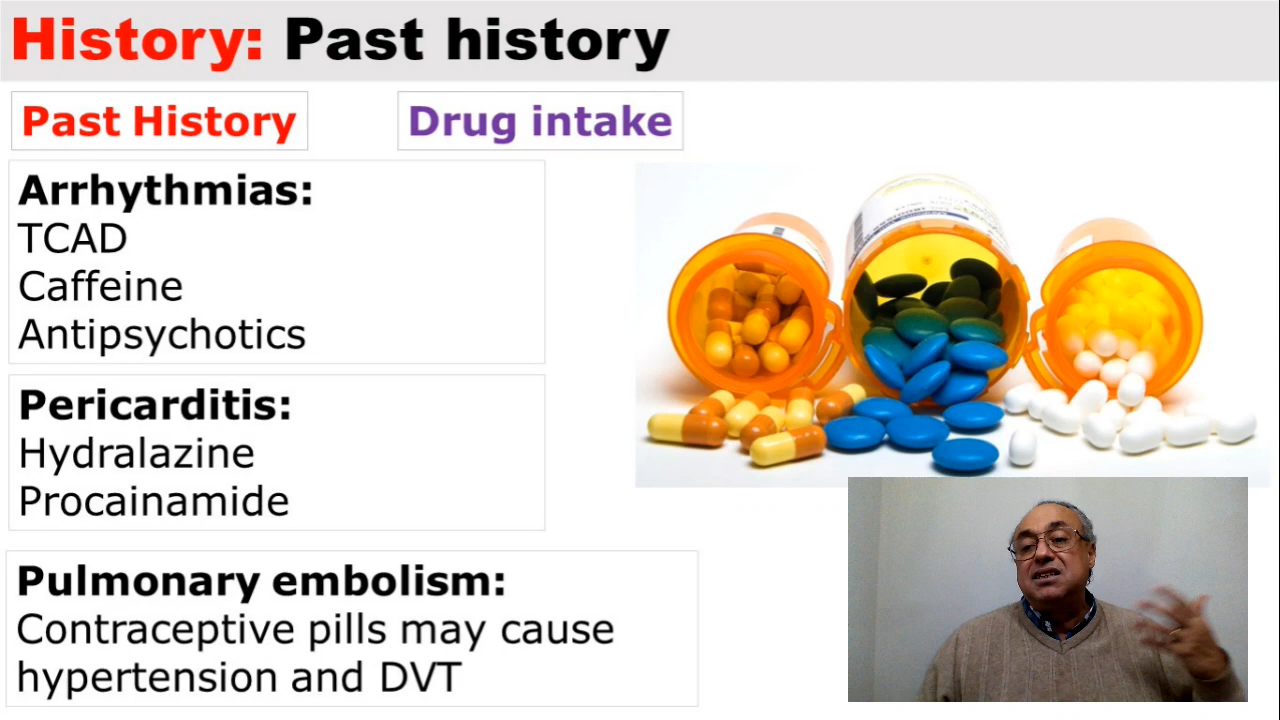 History: Past history
Past History
Drug intake
Arrhythmias:
TCAD
Caffeine
Antipsychotics
Pericarditis:
Hydralazine
Procainamide
Pulmonary embolism:
Contraceptive pills may cause
hypertension and DVT